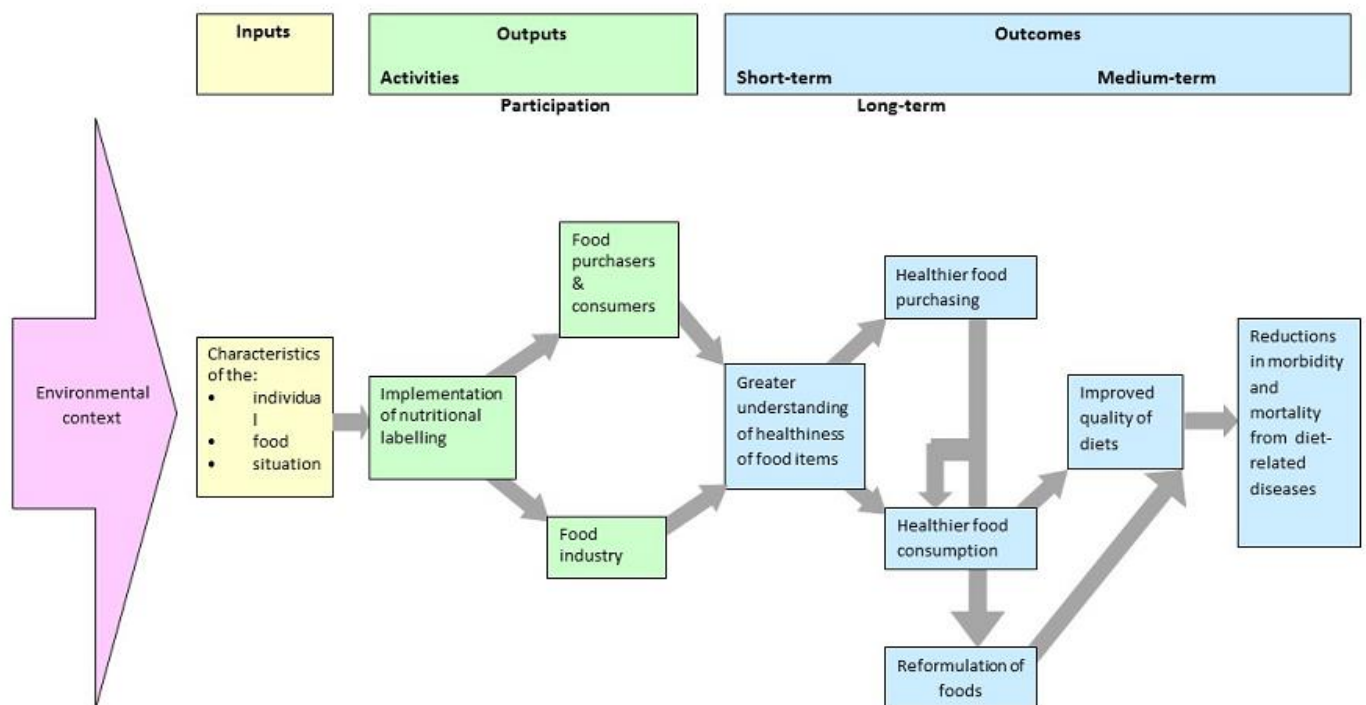 Inputs
Outputs
Activities
Participation
Outcomes
Short-term Medium-term
Long-term
Environmental
context
Characteristics
of the:
• individua
l
• food
• situation
Implementation
of nutritional
labelling
Food
purchasers
&
consumers
Food
industry
Greater
understanding
of healthiness
of food items
Healthier food
purchasing
Healthier food
consumption
Reformulation of
foods
Improved
quality of
diets
Reductions
in morbidity
and
mortality
from diet-
related
diseases